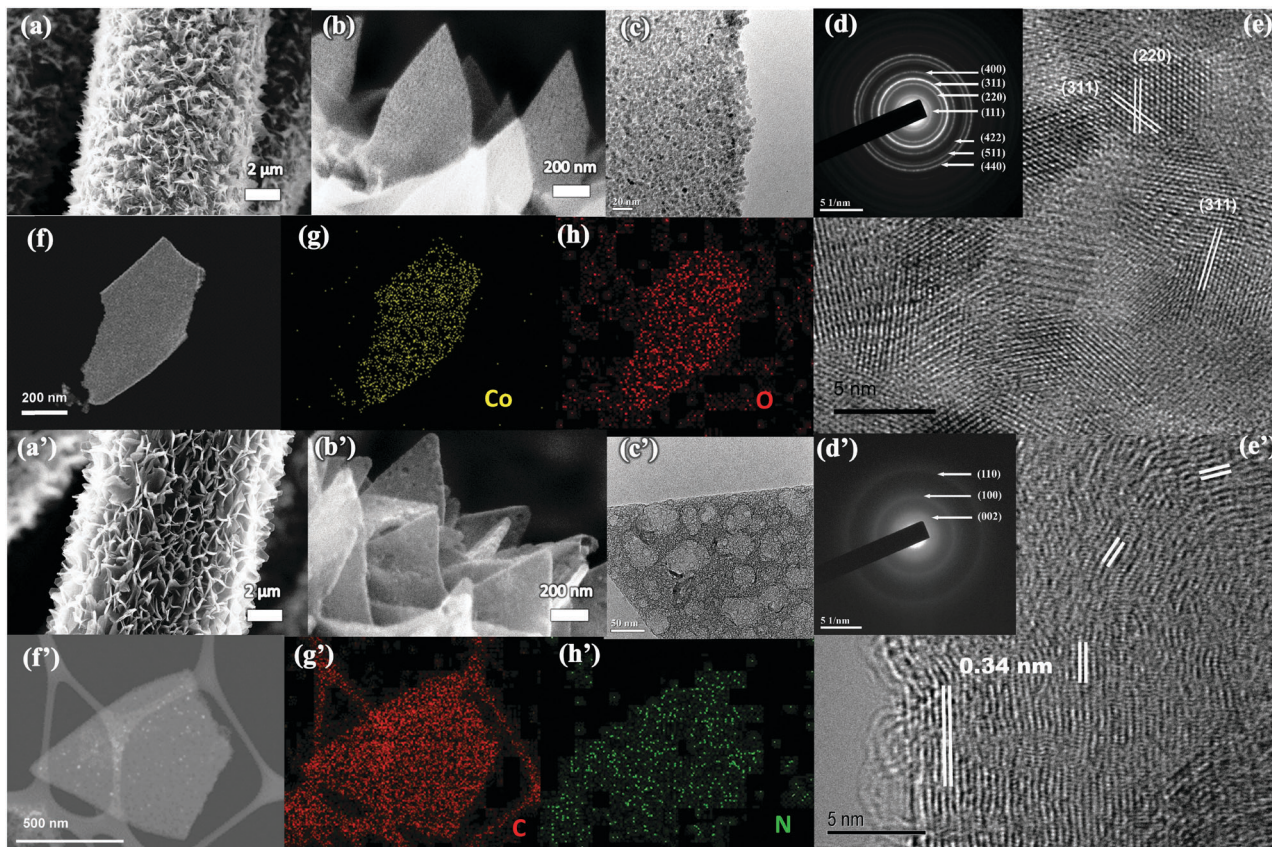 (a)
2 µm
(b)
200 nm
(c)
20 nm
(d)
(400)
(311)
(220)
(111)
(422)
(511)
(440)
5 1/nm
(e)
(220)
(311)
(311)
5 nm
(f)
200 nm
(g)
Co
(h)
O
(a’)
2 µm
(b’)
200 nm
(c’)
50 nm
(d’)
(110)
(100)
(002)
5 1/nm
(e’)
0.34 nm
5 nm
(f’)
500 nm
(g’)
C
(h’)
N